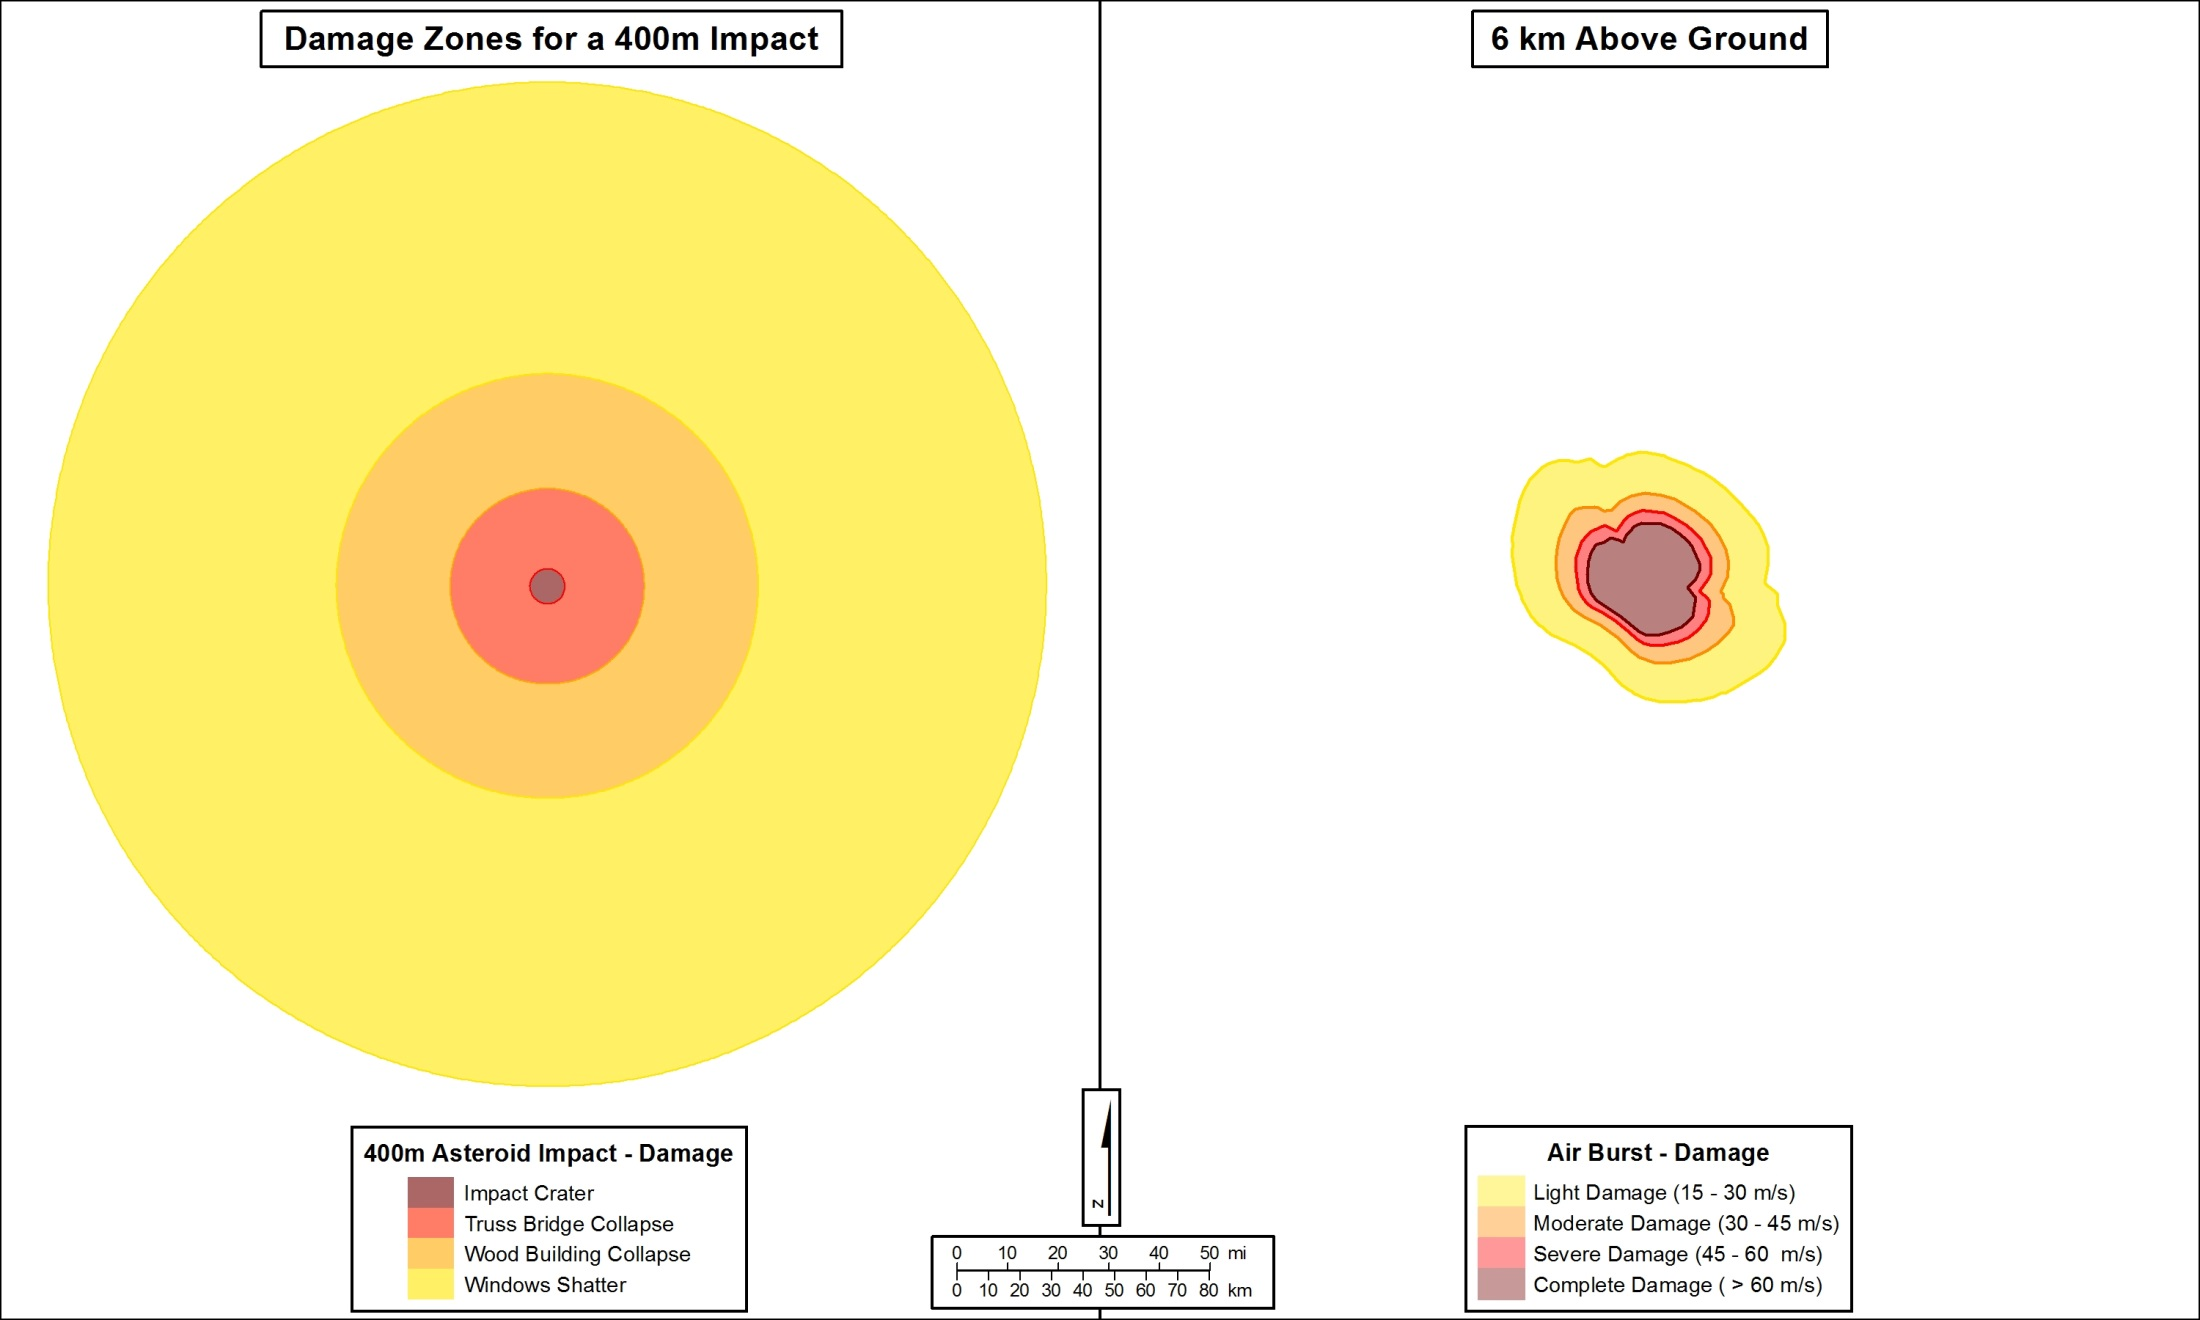 Damage Zones for a 400m Impact
6 km Above Ground
400m Asteroid Impact - Damage
Impact Crater
Truss Bridge Collapse
Wood Building Collapse
Windows Shatter
N
0 10 20 30 40 50 mi
0 10 20 30 40 50 60 70 80 km
Air Burst - Damage
Light Damage (15 - 30 m/s)
Moderate Damage (30 - 45 m/s)
Severe Damage (45 - 60 m/s)
Complete Damage ( > 60 m/s)